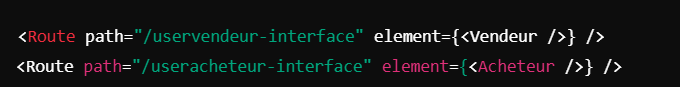 <Route path="/uservendeur-interface" element={<Vendeur />} />
<Route path="/useracheteur-interface" element={<Acheteur />} />